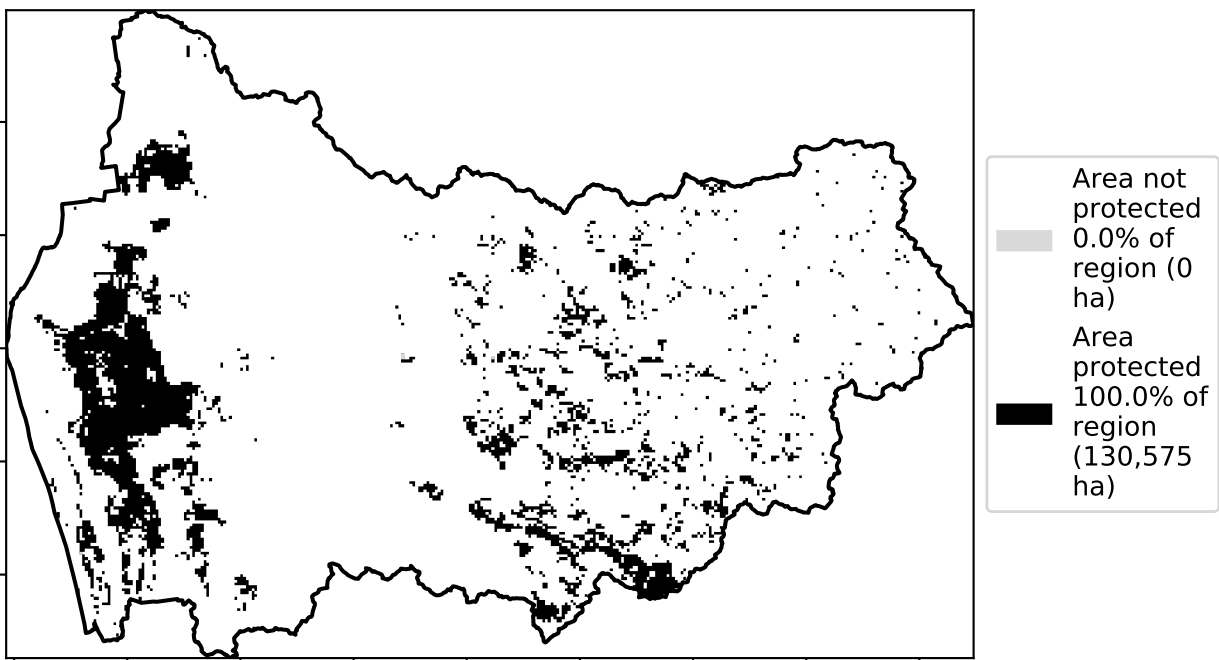 Area not
protected
0.0% of
region (0
ha)
Area
protected
100.0% of
region
(130,575
ha)